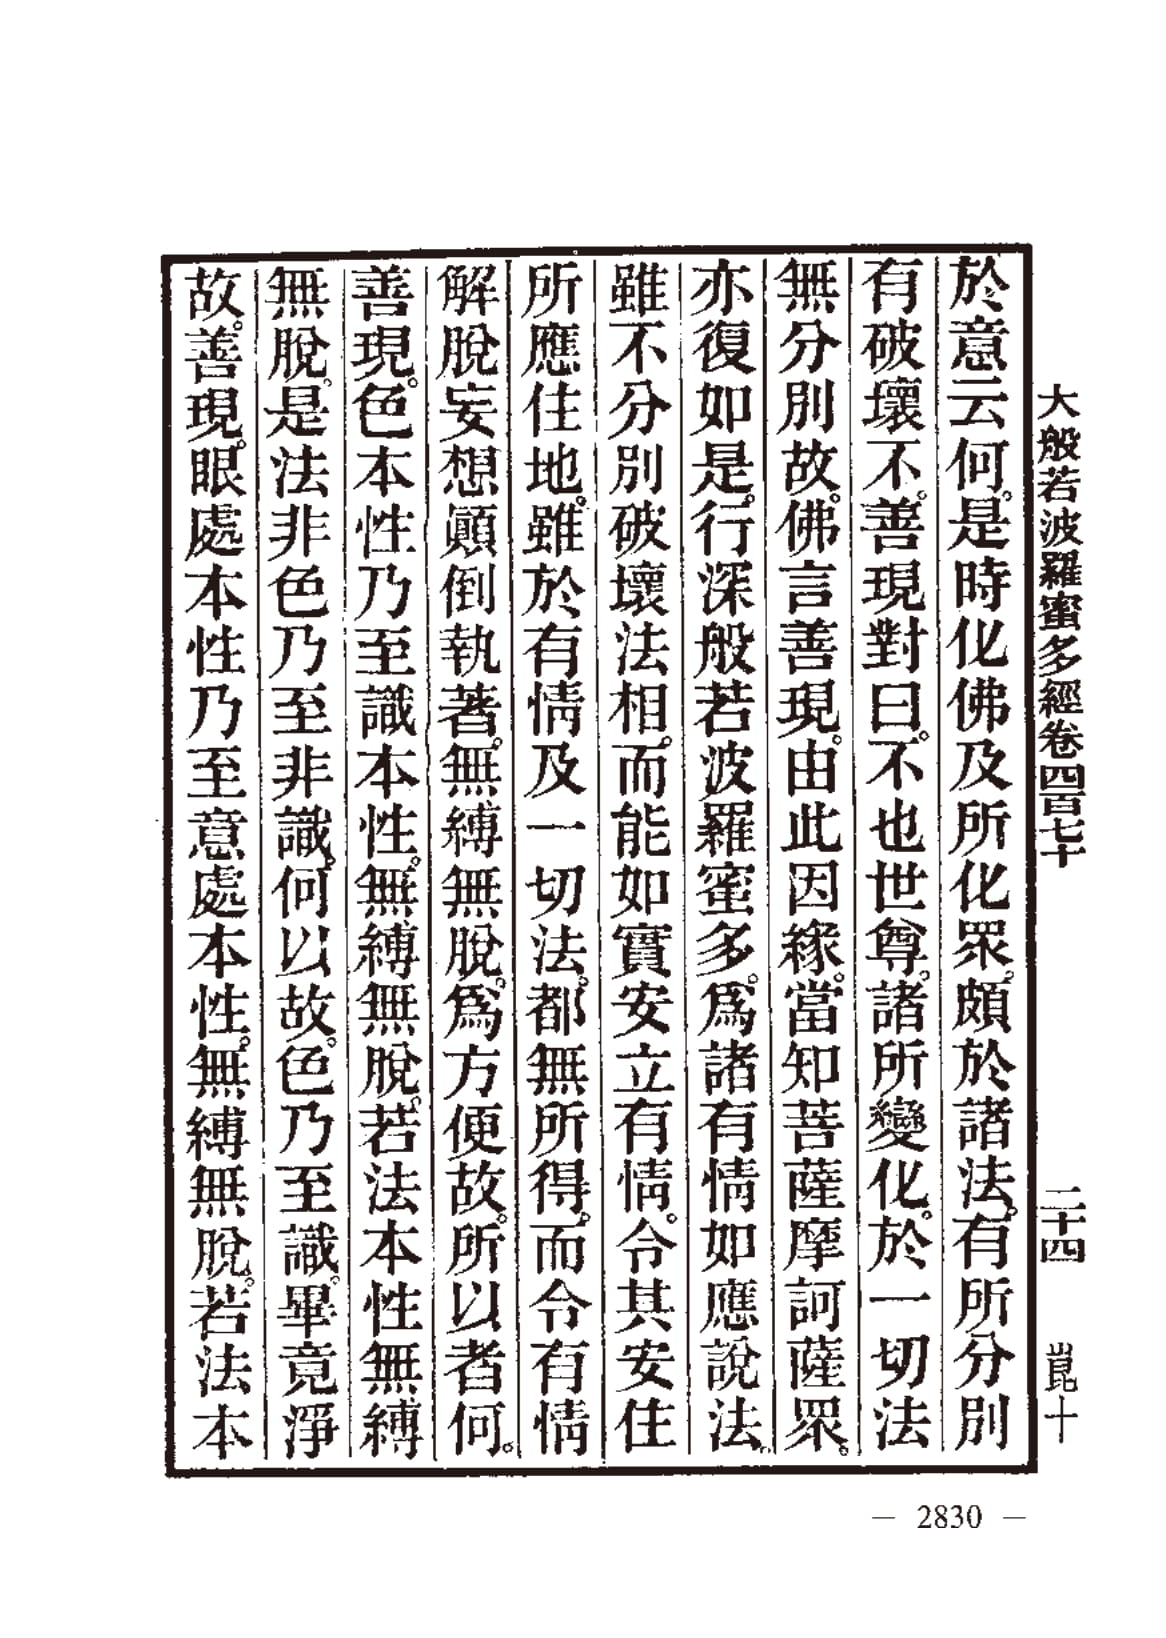 大般若波羅蜜多經卷四百七十 二十四 崑十
於意云何。是時化佛及所化眾。頗於諸法。有所分別
有破壞不。善現對曰。不也世尊。諸所變化。於一切法
無分別故。佛言善現。由此因緣。當知菩薩摩訶薩眾。
亦復如是。行深般若波羅蜜多。爲諸有情如應說法。
雖不分別破壞法相。而能如實安立有情。令其安住
所應住地。雖於有情及一切法。都無所得。而令有情
解脫妄想顚倒執著。無縛無脫。爲方便故。所以者何。
善現。色本性乃至識本性。無縛無脫。若法本性無縛
無脫。是法非色乃至非識。何以故。色乃至識。畢竟淨
故。善現。眼處本性乃至意處本性。無縛無脫。若法本
— 2830 —